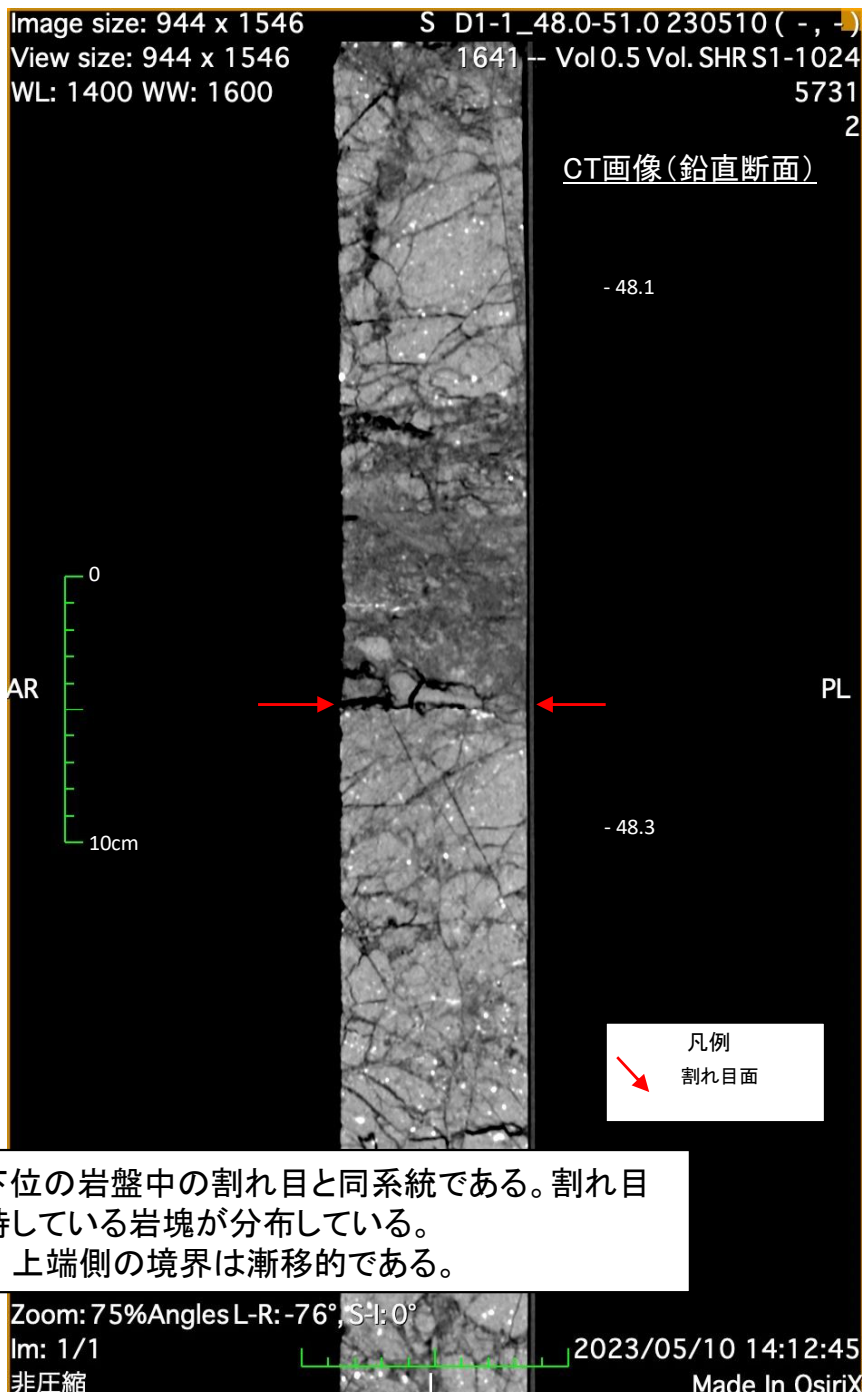 Image size: 944 x 1546
S D1-1_48.0-51.0 230510 ( -, -)
View size: 944 x 1546
1641 -- Vol 0.5 Vol. SHR S1-1024
WL: 1400 WW: 1600
5731
2
CT画像(鉛直断面)
- 48.1
0
AR
PL
- 48.3
10cm
凡例
割れ目面
下位の岩盤中の割れ目と同系統である。割れ目
持している岩塊が分布している。
上端側の境界は漸移的である。
Zoom: 75%Angles L-R: -76°, S-I: 0°
Im: 1/1
2023/05/10 14:12:45
非圧縮
Made In OsiriX